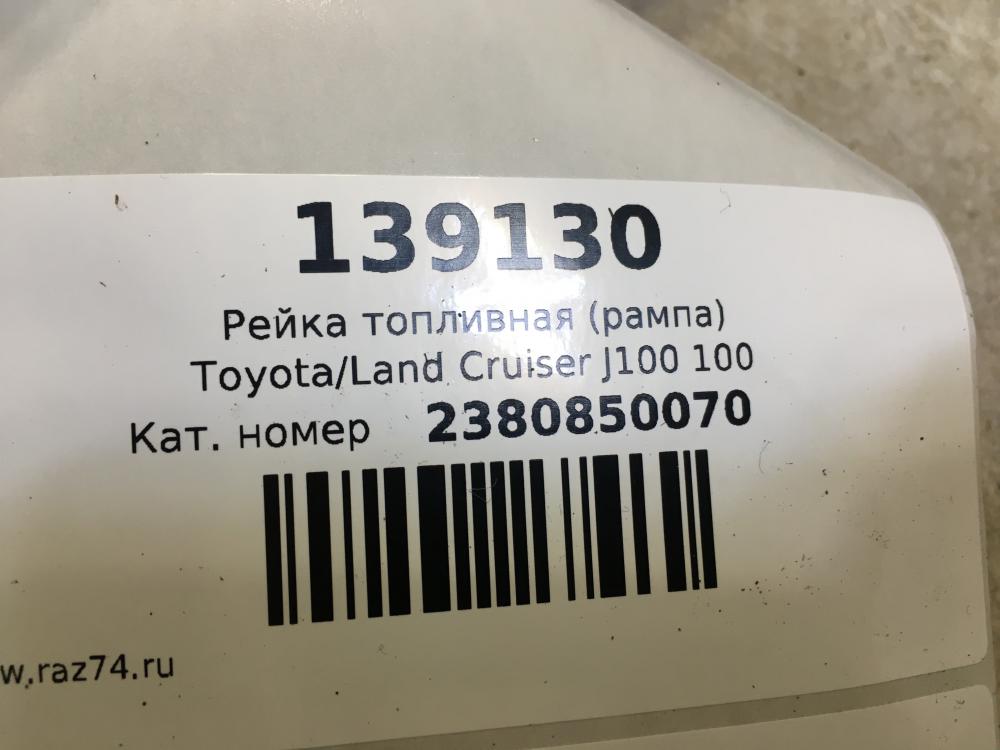 139130
Рейка топливная (рампа)
Toyota/Land Cruiser J100 100
Кат. номер 2380850070
w.raz74.ru